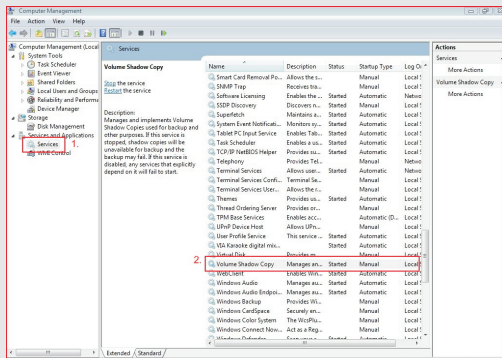 Computer Management
File Action View Help
Computer Management (Local
System Tools
Task Scheduler
Event Viewer
Shared Folders
Local Users and Groups
Reliability and Performa
Device Manager
Storage
Disk Management
Services and Applications
Services
WMI Control
1.
Services
Volume Shadow Copy
Stop the service
Restart the service
Description:
Manages and implements Volume
Shadow Copies used for backup and
other purposes. If this service is
stopped, shadow copies will be
unavailable for backup and the
backup may fail. If this service is
disabled, any services that explicitly
depend on it will fail to start.
Name Description Status Startup Type Log O
Smart Card Removal Po... Allows the s... Manual Local S
SNMP Trap Receives tra... Manual Local S
Software Licensing Enables the ... Started Automatic Netwo
SSDP Discovery Discovers n... Started Manual Local S
Superfetch Maintains a... Started Automatic Local S
System Event Notificati... Monitors sy... Started Automatic Local S
Tablet PC Input Service Enables Tab... Started Automatic Local S
Task Scheduler Enables a us... Started Automatic Local S
TCP/IP NetBIOS Helper Provides su... Started Automatic Local S
Telephony Provides Tel... Manual Netwo
Terminal Services Allows user... Started Automatic Netwo
Terminal Services Confi... Terminal Se... Manual Local S
Terminal Services User... Allows the r... Manual Local S
Themes Provides us... Started Automatic Local S
Thread Ordering Server Provides or... Manual Local S
TPM Base Services Enables acc... Automatic (D... Local S
UPnP Device Host Allows UPn... Manual Local S
User Profile Service This service ... Started Automatic Local S
VIA Karaoke digital mix... Started Automatic Local S
Virtual Disk Provides m... Manual Local S
2.
Volume Shadow Copy Manages an... Started Manual Local S
WebClient Enables Win... Started Automatic Local S
Windows Audio Manages au... Started Automatic Local S
Windows Audio Endpoi... Manages au... Started Automatic Local S
Windows Backup Provides Wi... Manual Local S
Windows CardSpace Securely en... Manual Local S
Windows Color System The WcsPlu... Manual Local S
Windows Connect Now... Act as a Reg... Manual Local S
Extended Standard
Actions
Services
More Actions
Volume Shadow Copy
More Actions